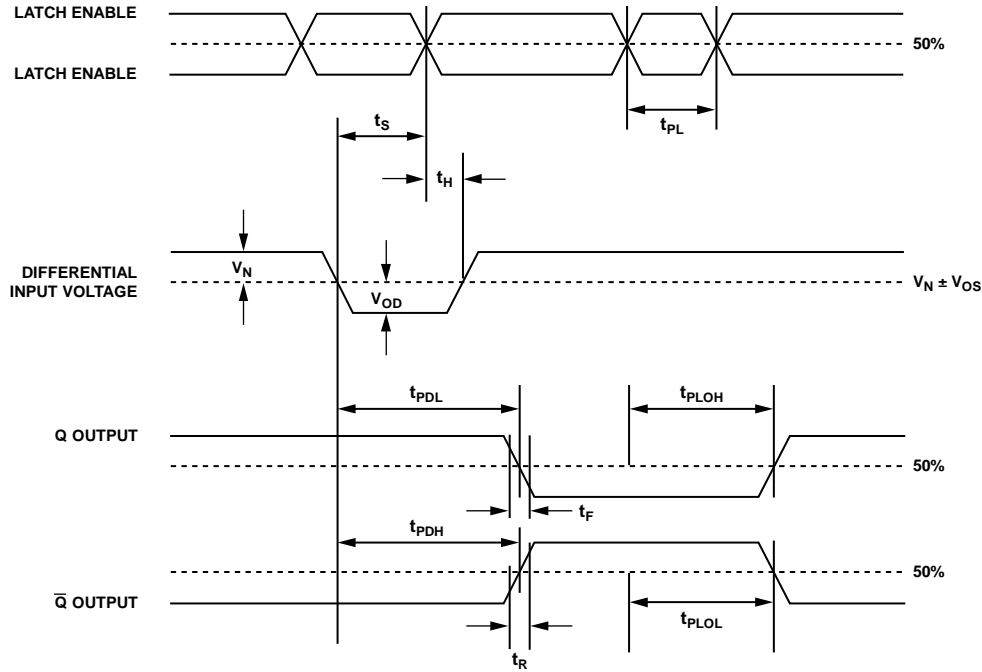 LATCH ENABLE
50%
LATCH ENABLE
tS
tPL
tH
VN
DIFFERENTIAL
INPUT VOLTAGE
VOD
VN ± VOS
tPDL
tPLOH
Q OUTPUT
50%
tF
tPDH
50%
Q̅ OUTPUT
tPLOL
tR